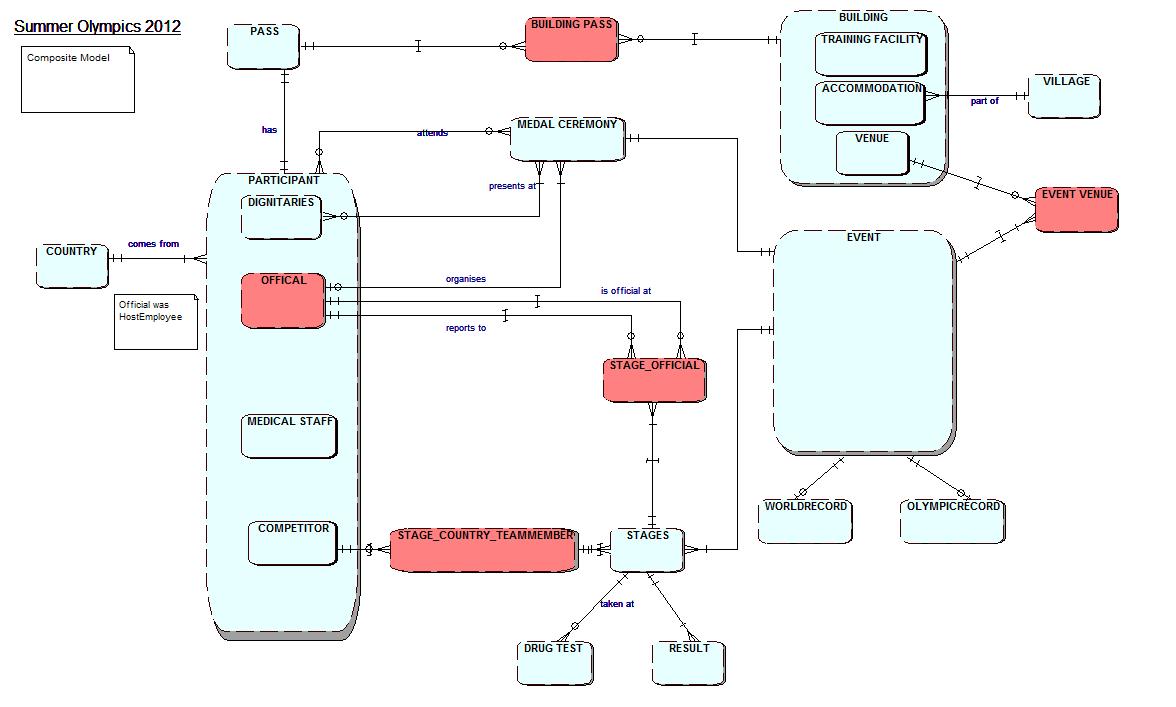 Summer Olympics 2012
Composite Model
PASS
BUILDING PASS
BUILDING
TRAINING FACILITY
ACCOMMODATION
VENUE
part of
VILLAGE
has
attends
MEDAL CEREMONY
presents at
PARTICIPANT
DIGNITARIES
EVENT VENUE
COUNTRY
comes from
EVENT
OFFICAL
organises
is official at
reports to
Official was
HostEmployee
STAGE_OFFICIAL
MEDICAL STAFF
COMPETITOR
STAGE_COUNTRY_TEAMMEMBER
STAGES
WORLDRECORD
OLYMPICRECORD
taken at
DRUG TEST
RESULT